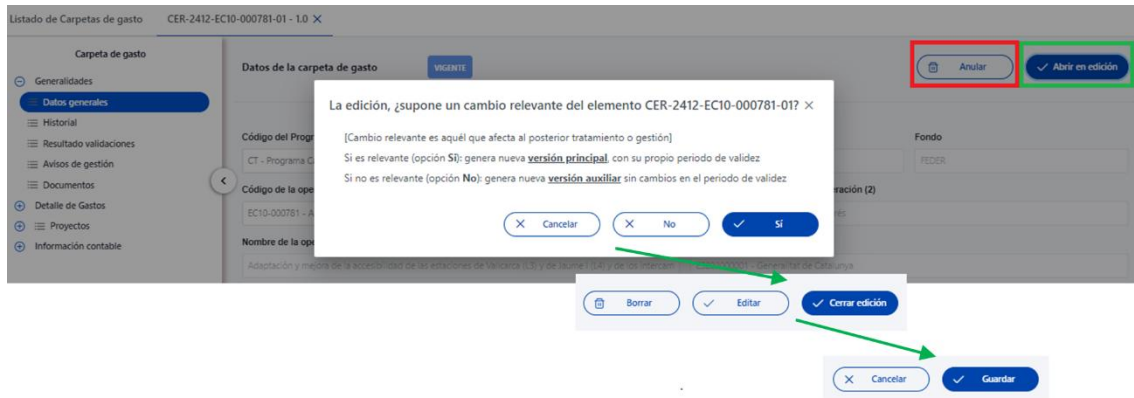 Listado de Carpetas de gasto CER-2412-EC10-000781-01 - 1.0
Carpeta de gasto
Generalidades
Datos generales
Historial
Resultado validaciones
Avisos de gestión
Documentos
Detalle de Gastos
Proyectos
Información contable
Datos de la carpeta de gasto VIGENTE
Anular Abrir en edición
Código del Progr
Fondo
CT - Programa C
FEDER
Código de la ope
ración (2)
EC10-000781 - A
Nombre de la ope
Adaptación y mejora de la accesibilidad de las estaciones de Vallcarca (L3) y de Jaume I (L4) y de los intercam
- Generalitat de Catalunya
La edición, ¿supone un cambio relevante del elemento CER-2412-EC10-000781-01?
[Cambio relevante es aquél que afecta al posterior tratamiento o gestión]
Si es relevante (opción Sí): genera nueva versión principal, con su propio periodo de validez
Si no es relevante (opción No): genera nueva versión auxiliar sin cambios en el periodo de validez
Cancelar No Sí
Borrar Editar Cerrar edición
Cancelar Guardar